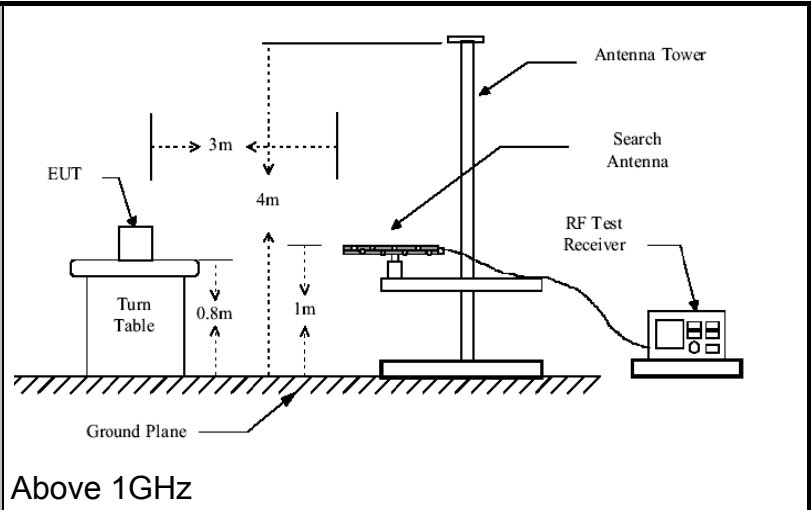 Antenna Tower
Search
Antenna
3m
EUT
4m
RF Test
Receiver
Turn
Table
0.8m
1m
Ground Plane
Above 1GHz